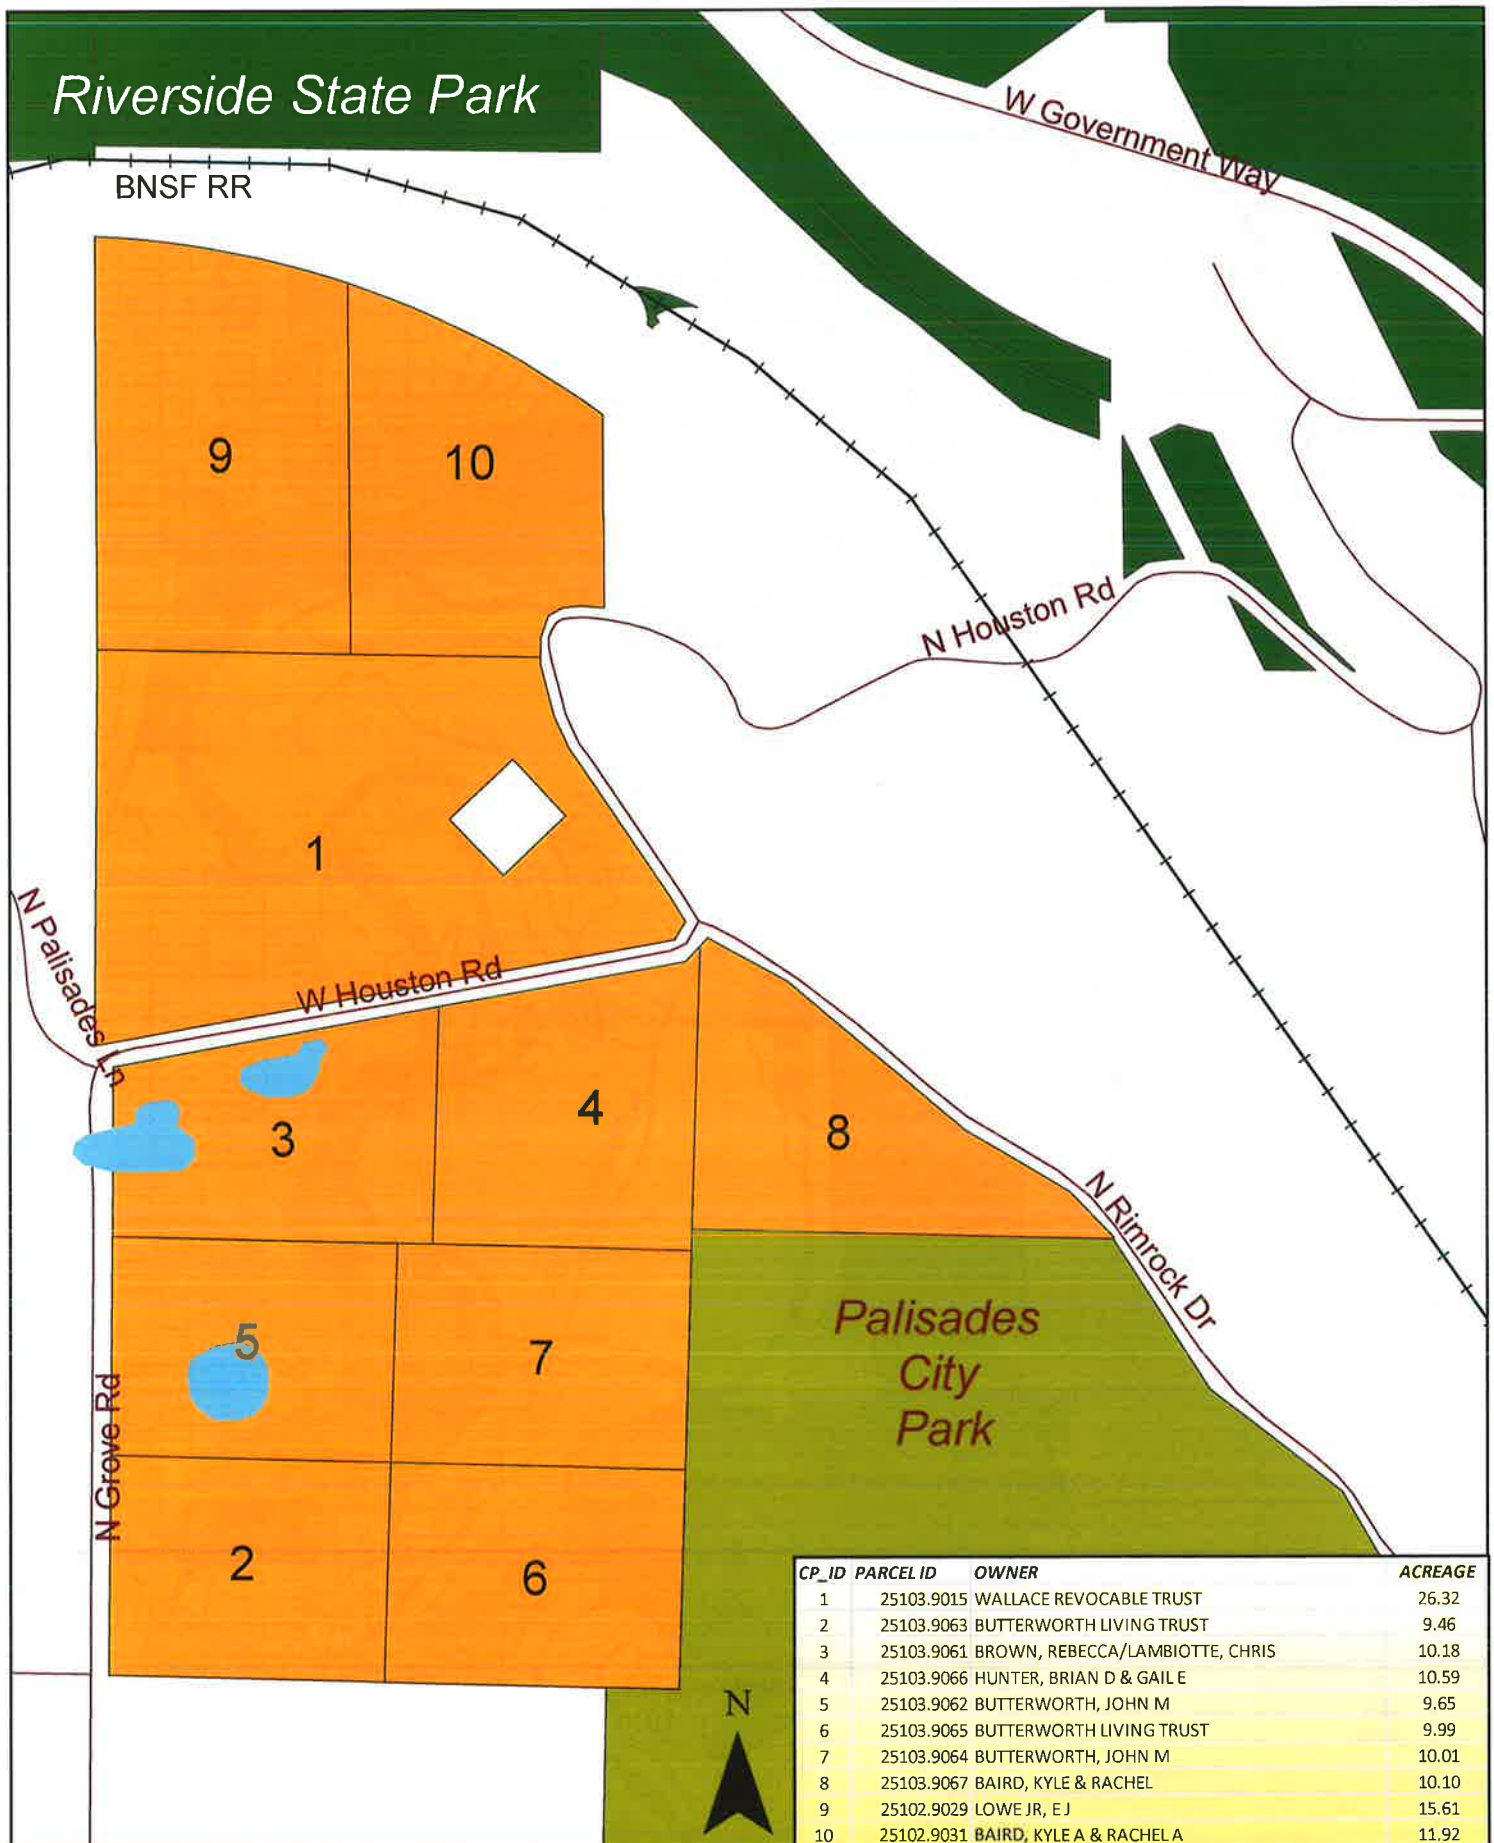 Riverside State Park
BNSF RR
W Government Way
9
10
N Houston Rd
1
N Palisades Ln
W Houston Rd
3
4
8
N Rimrock Dr
5
7
Palisades
City
Park
N Grove Rd
2
6
N
CP_ID PARCEL ID OWNER ACREAGE
1 25103.9015 WALLACE REVOCABLE TRUST 26.32
2 25103.9063 BUTTERWORTH LIVING TRUST 9.46
3 25103.9061 BROWN, REBECCA/LAMBIOTTE, CHRIS 10.18
4 25103.9066 HUNTER, BRIAN D & GAIL E 10.59
5 25103.9062 BUTTERWORTH, JOHN M 9.65
6 25103.9065 BUTTERWORTH LIVING TRUST 9.99
7 25103.9064 BUTTERWORTH, JOHN M 10.01
8 25103.9067 BAIRD, KYLE & RACHEL 10.10
9 25102.9029 LOWE JR, E J 15.61
10 25102.9031 BAIRD, KYLE A & RACHEL A 11.92